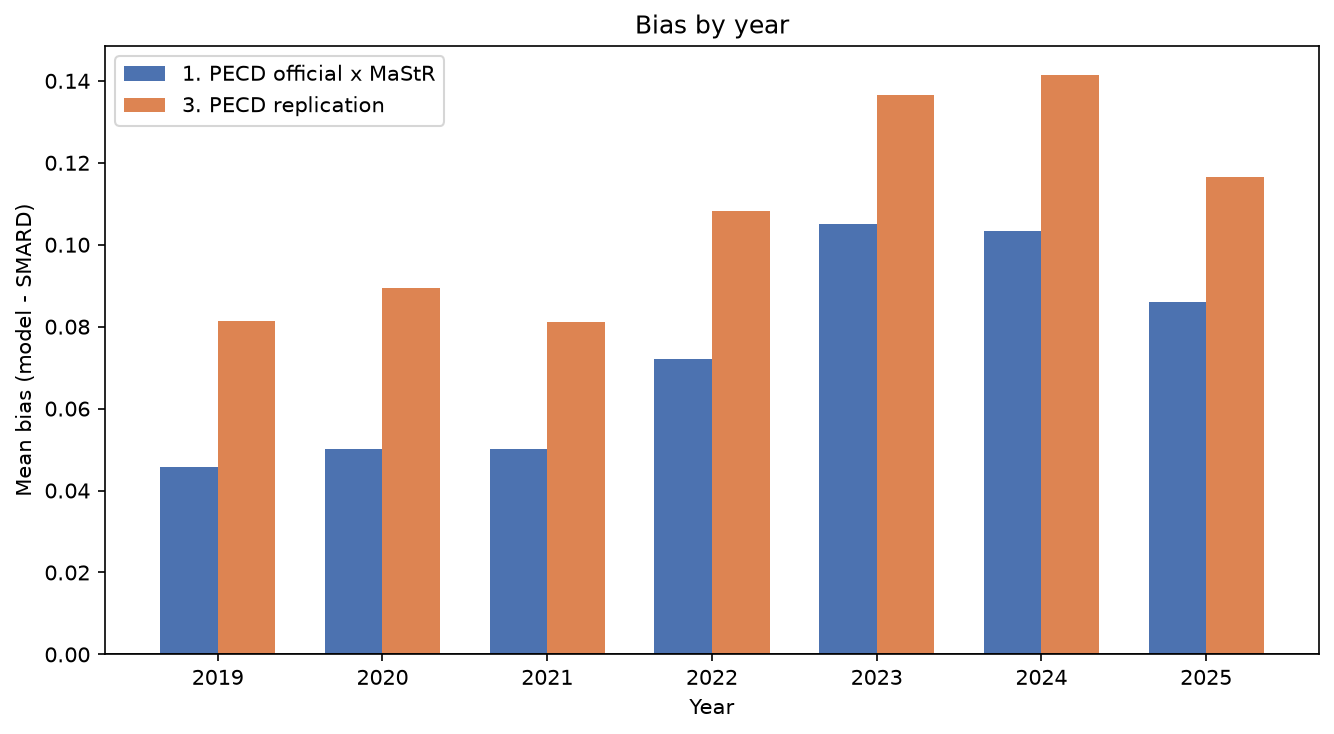 Bias by year
1. PECD official x MaStR
3. PECD replication
Mean bias (model - SMARD)
0.14
0.12
0.10
0.08
0.06
0.04
0.02
0.00
2019 2020 2021 2022 2023 2024 2025
Year